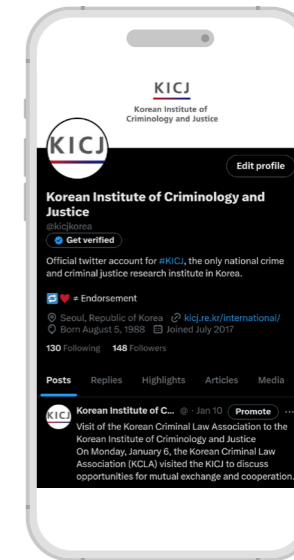 KICJ
Korean Institute of
Criminology and Justice
KICJ
Edit profile
Korean Institute of Criminology and
Justice
@kicjkorea
Get verified
Official twitter account for #KICJ, the only national crime
and criminal justice research institute in Korea.
🔁 ❤️ ≠ Endorsement
Seoul, Republic of Korea kicj.re.kr/international/
Born August 5, 1988 Joined July 2017
130 Following 148 Followers
Posts Replies Highlights Articles Media
KICJ
Korean Institute of C... @ · Jan 10 Promote ...
Visit of the Korean Criminal Law Association to the
Korean Institute of Criminology and Justice
On Monday, January 6, the Korean Criminal Law
Association (KCLA) visited the KICJ to discuss
opportunities for mutual exchange and cooperation.